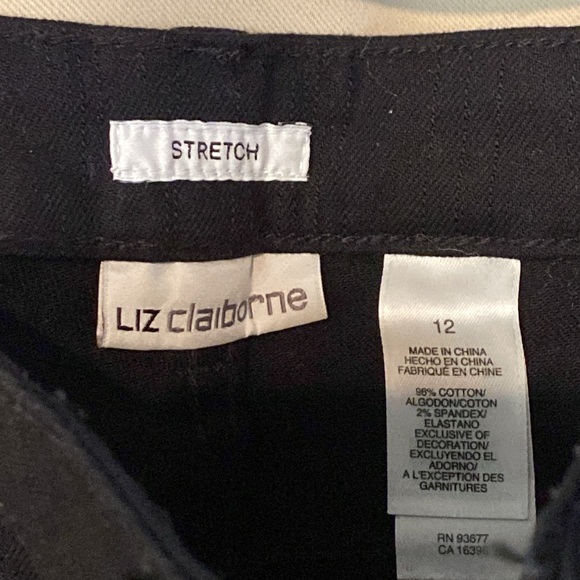 STRETCH
LIZ claiborne
12
MADE IN CHINA
HECHO EN CHINA
FABRIQUÉ EN CHINE
98% COTTON/
ALGODON/COTON
2% SPANDEX/
ELASTANO
EXCLUSIVE OF
DECORATION/
EXCLUYENDO EL
ADORNO/
A L'EXCEPTION DES
GARNITURES
RN 93677
CA